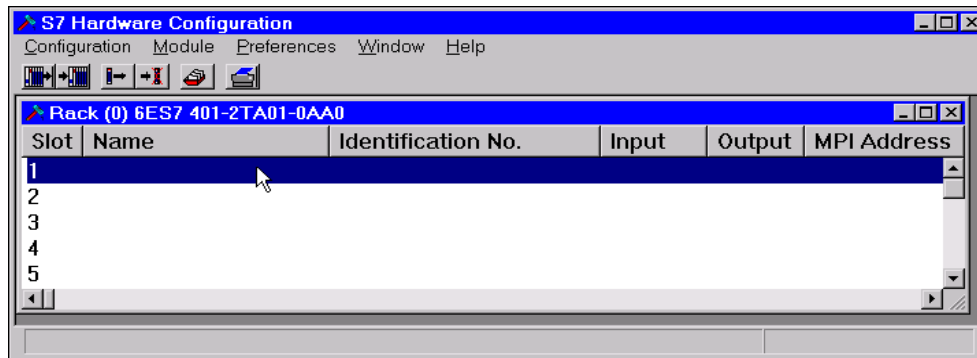 S7 Hardware Configuration
Configuration Module Preferences Window Help
Rack (0) 6ES7 401-2TA01-0AA0
Slot Name Identification No. Input Output MPI Address
1
2
3
4
5